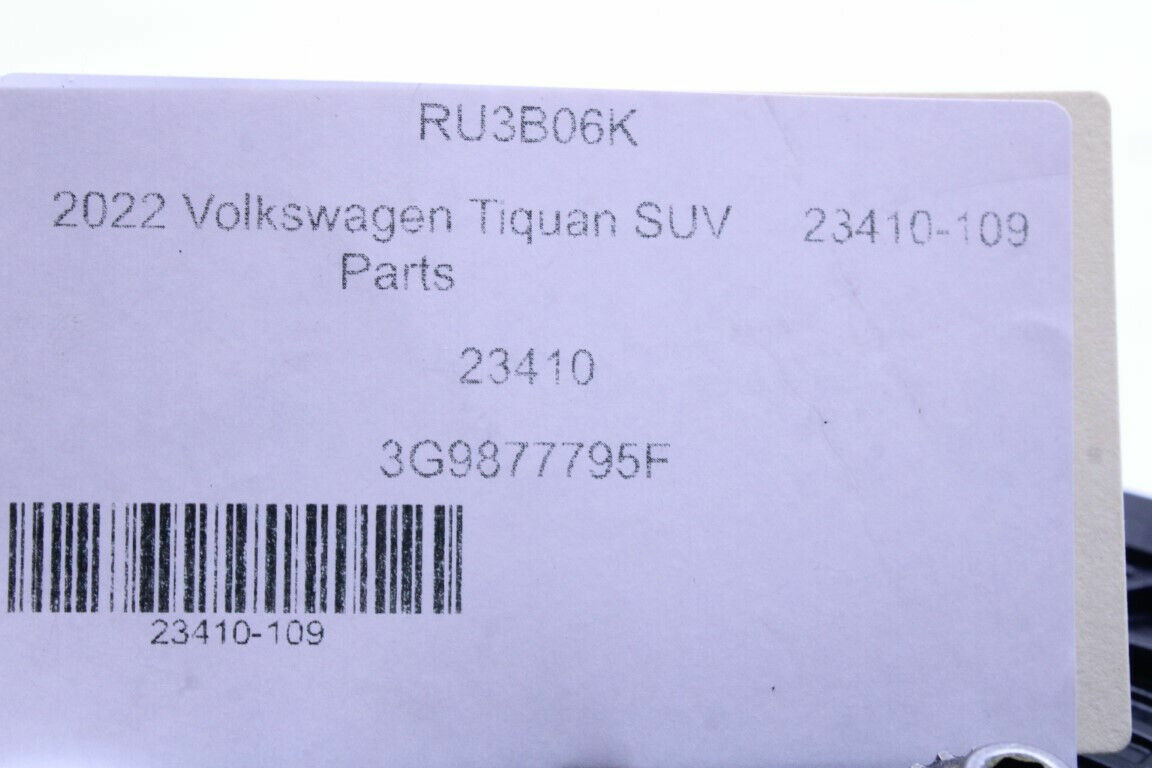 RU3B06K
2022 Volkswagen Tiquan SUV 23410-109
Parts
23410
3G9877795F
23410-109